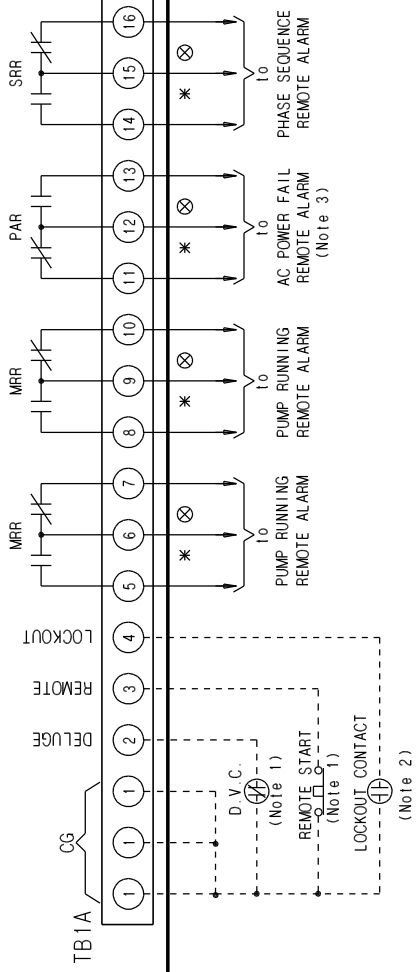 SRR
PAR
MRR
MRR
16
15
14
13
12
11
10
9
8
7
6
5
4
3
2
1
1
1
LOCKOUT
REMOTE
DELUGE
CG
TB1A
*
*
*
*
to
PHASE SEQUENCE
REMOTE ALARM
to
AC POWER FAIL
REMOTE ALARM
(Note 3)
to
PUMP RUNNING
REMOTE ALARM
to
PUMP RUNNING
REMOTE ALARM
D.V.C.
(Note 1)
REMOTE START
(Note 1)
LOCKOUT CONTACT
(Note 2)